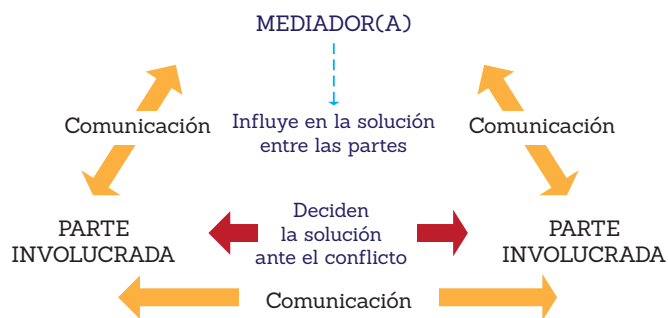 MEDIADOR(A)
Comunicación
Influye en la solución
entre las partes
Comunicación
PARTE
INVOLUCRADA
Deciden
la solución
ante el conflicto
PARTE
INVOLUCRADA
Comunicación